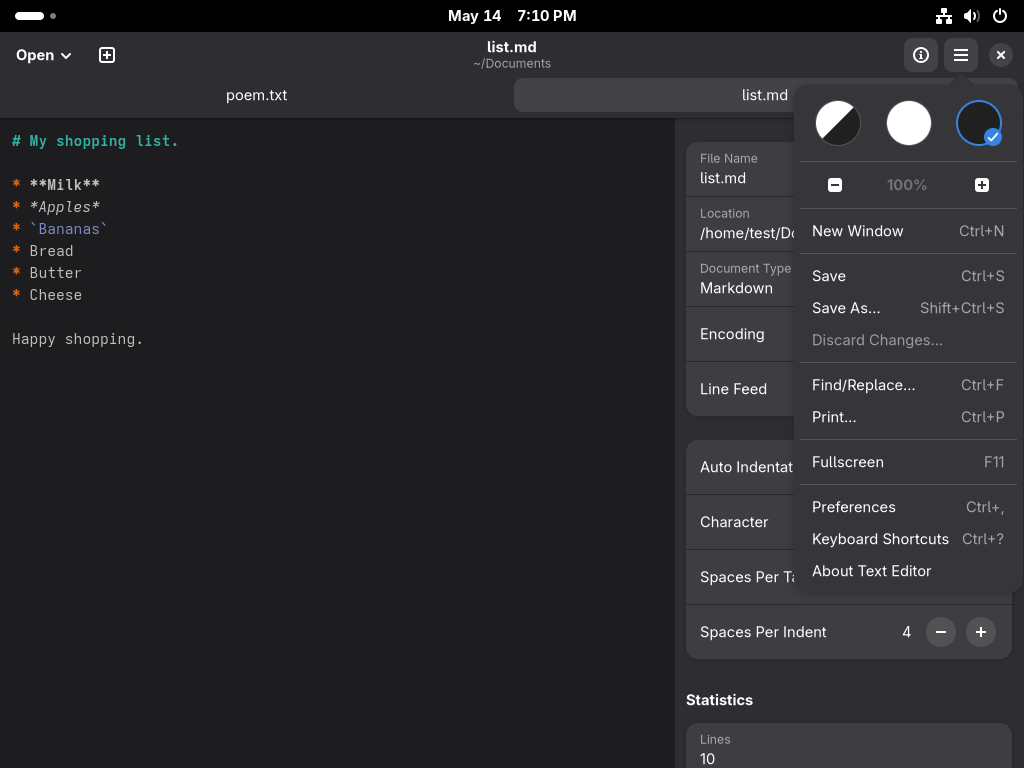 May 14 7:10 PM
Open
list.md
~/Documents
poem.txt
list.md
# My shopping list.
* **Milk**
* *Apples*
* `Bananas`
* Bread
* Butter
* Cheese
Happy shopping.
File Name
list.md
Location
/home/test/Do
Document Type
Markdown
Encoding
Line Feed
Auto Indentat
Character
Spaces Per Ta
Spaces Per Indent 4
Statistics
Lines
10
100%
New Window Ctrl+N
Save Ctrl+S
Save As... Shift+Ctrl+S
Discard Changes...
Find/Replace... Ctrl+F
Print... Ctrl+P
Fullscreen F11
Preferences Ctrl+,
Keyboard Shortcuts Ctrl+?
About Text Editor